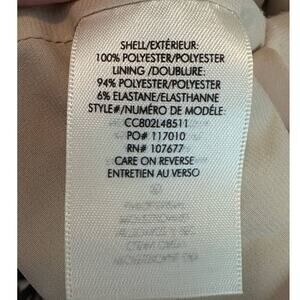 SHELL/EXTÉRIEUR:
100% POLYESTER/POLYESTER
LINING /DOUBLURE:
94% POLYESTER/POLYESTER
6% ELASTANE/ELASTHANNE
STYLE#/NUMÉRO DE MODÈLE:
CC802L48511
PO# 117010
RN# 107677
CARE ON REVERSE
ENTRETIEN AU VERSO